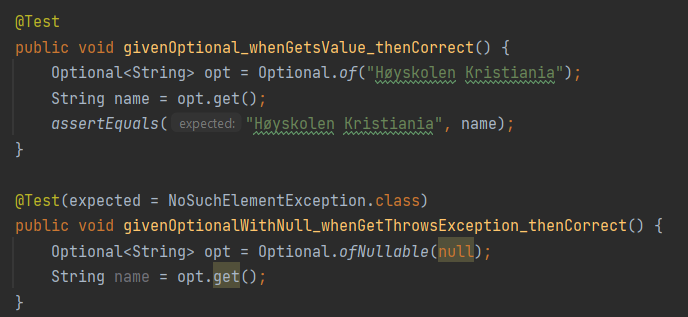 @Test
public void givenOptional_whenGetsValue_thenCorrect() {
Optional<String> opt = Optional.of("Høyskolen Kristiania");
String name = opt.get();
assertEquals( expected: "Høyskolen Kristiania", name);
}
@Test(expected = NoSuchElementException.class)
public void givenOptionalWithNull_whenGetThrowsException_thenCorrect() {
Optional<String> opt = Optional.ofNullable(null);
String name = opt.get();
}